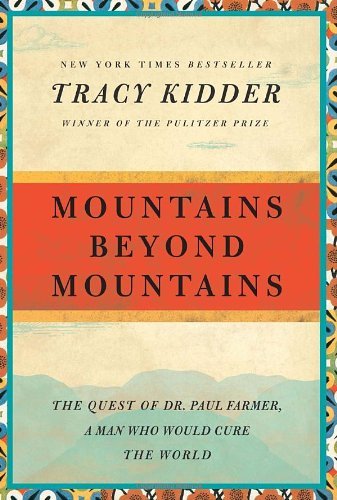 NEW YORK TIMES BESTSELLER
TRACY KIDDER
WINNER OF THE PULITZER PRIZE
MOUNTAINS
BEYOND
MOUNTAINS
THE QUEST OF DR. PAUL FARMER,
A MAN WHO WOULD CURE
THE WORLD